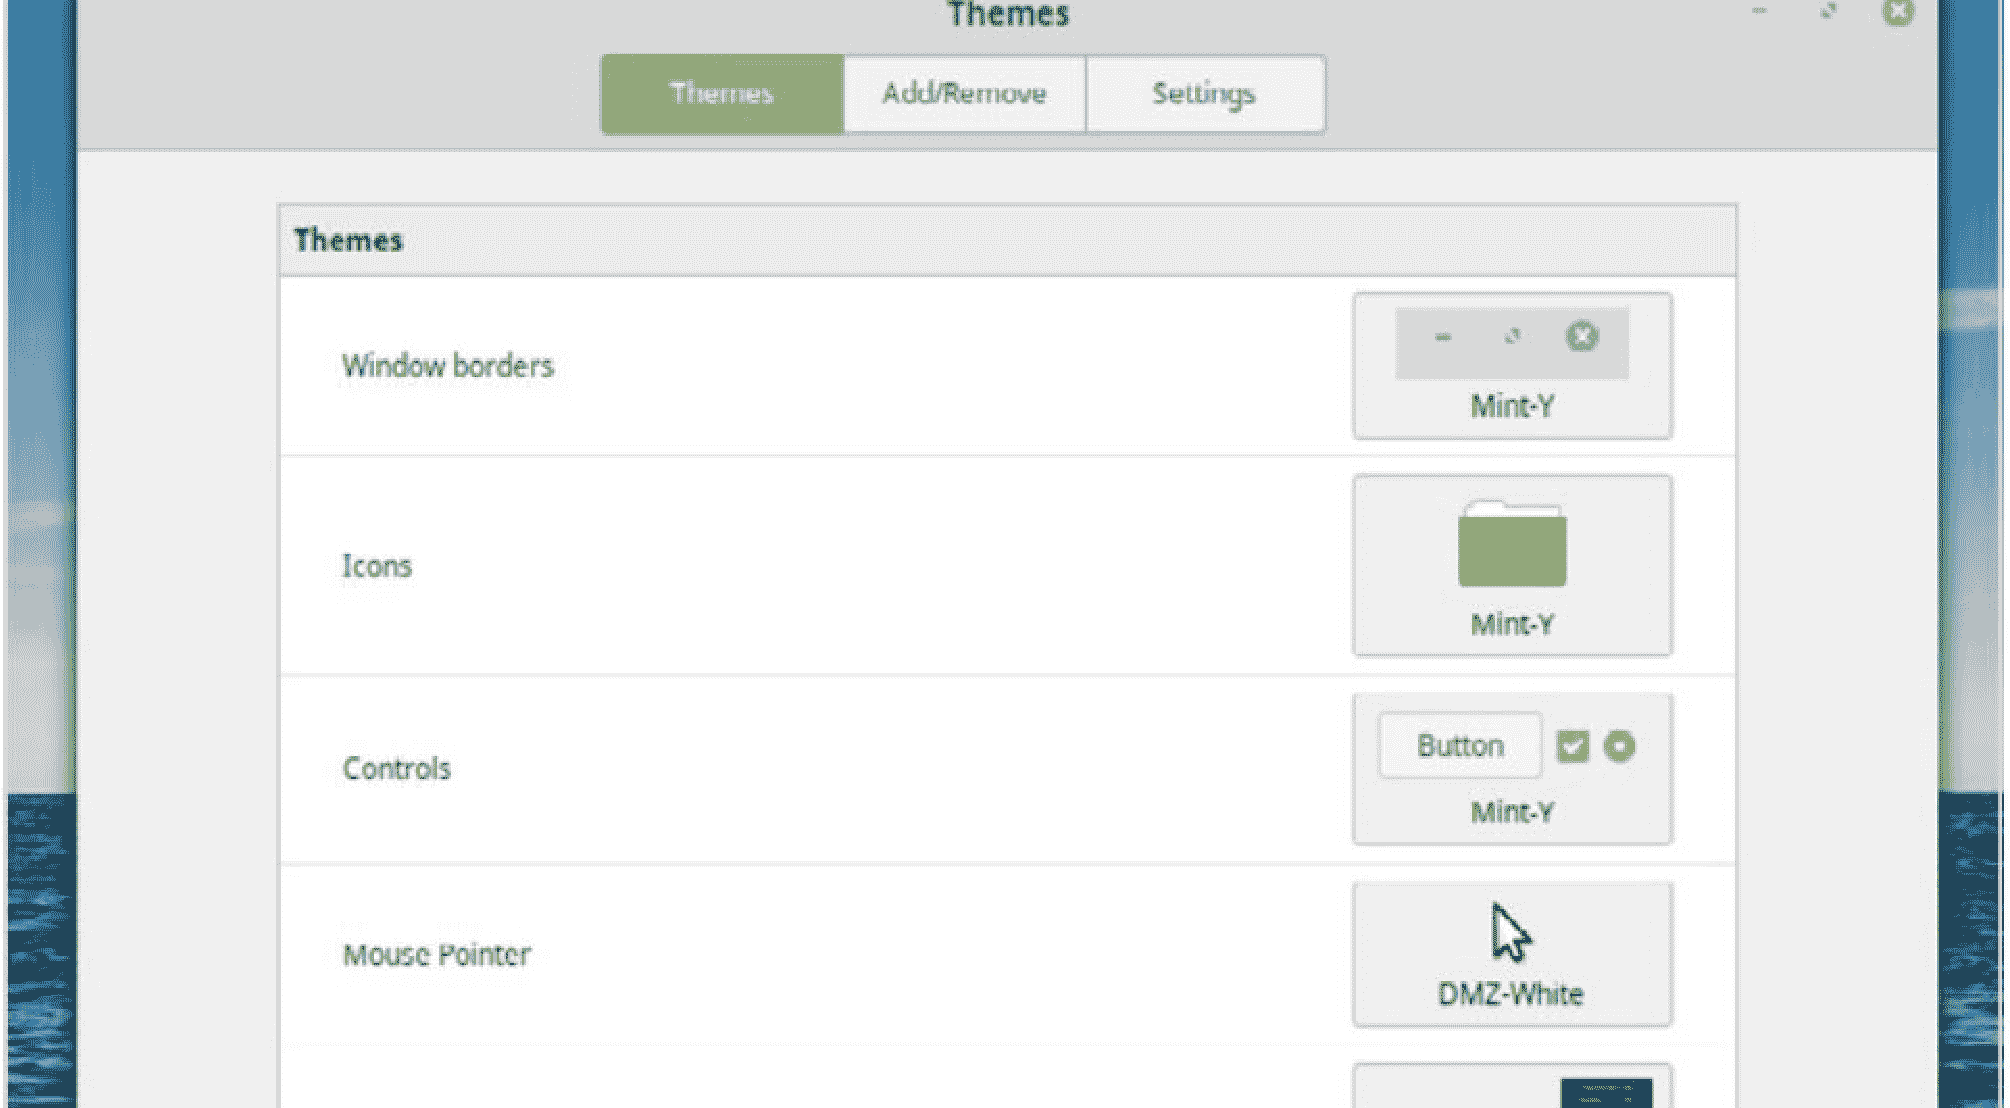 Themes
Themes
Add/Remove
Settings
Themes
Window borders
Mint-Y
Icons
Mint-Y
Button
Controls
Mint-Y
Mouse Pointer
DMZ-White